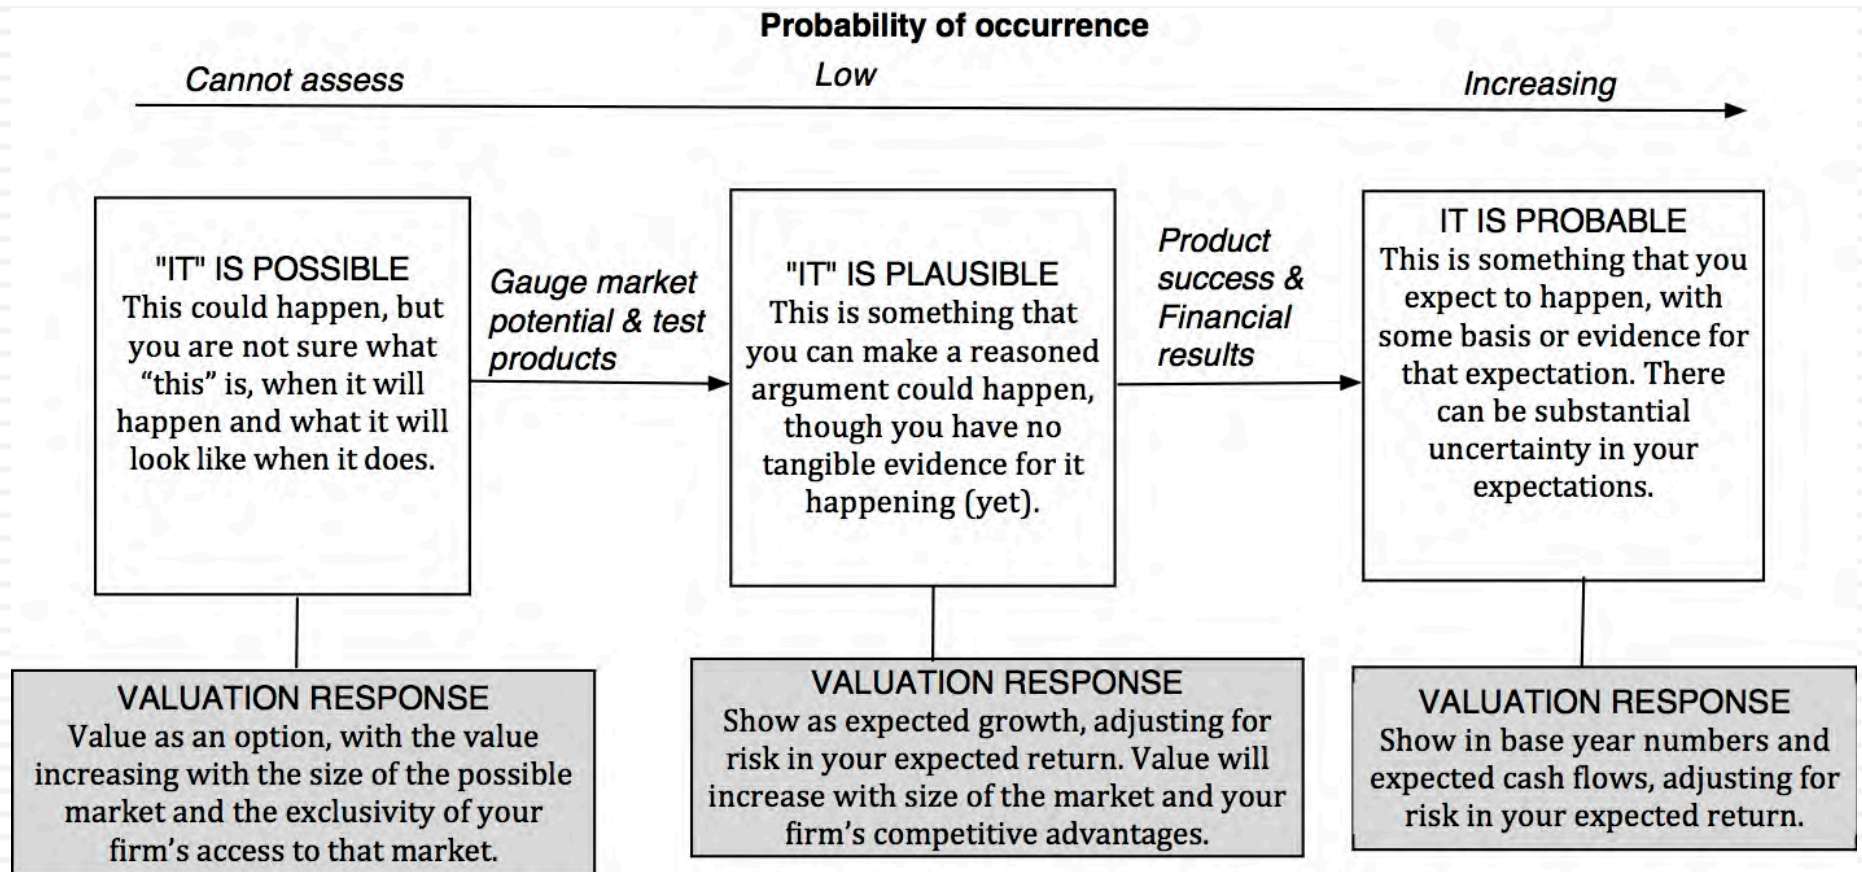 Probability of occurrence
Cannot assess
Low
Increasing
"IT" IS POSSIBLE
This could happen, but
you are not sure what
“this” is, when it will
happen and what it will
look like when it does.
Gauge market
potential & test
products
"IT" IS PLAUSIBLE
This is something that
you can make a reasoned
argument could happen,
though you have no
tangible evidence for it
happening (yet).
Product
success &
Financial
results
IT IS PROBABLE
This is something that you
expect to happen, with
some basis or evidence for
that expectation. There
can be substantial
uncertainty in your
expectations.
VALUATION RESPONSE
Value as an option, with the value
increasing with the size of the possible
market and the exclusivity of your
firm’s access to that market.
VALUATION RESPONSE
Show as expected growth, adjusting for
risk in your expected return. Value will
increase with size of the market and your
firm’s competitive advantages.
VALUATION RESPONSE
Show in base year numbers and
expected cash flows, adjusting for
risk in your expected return.